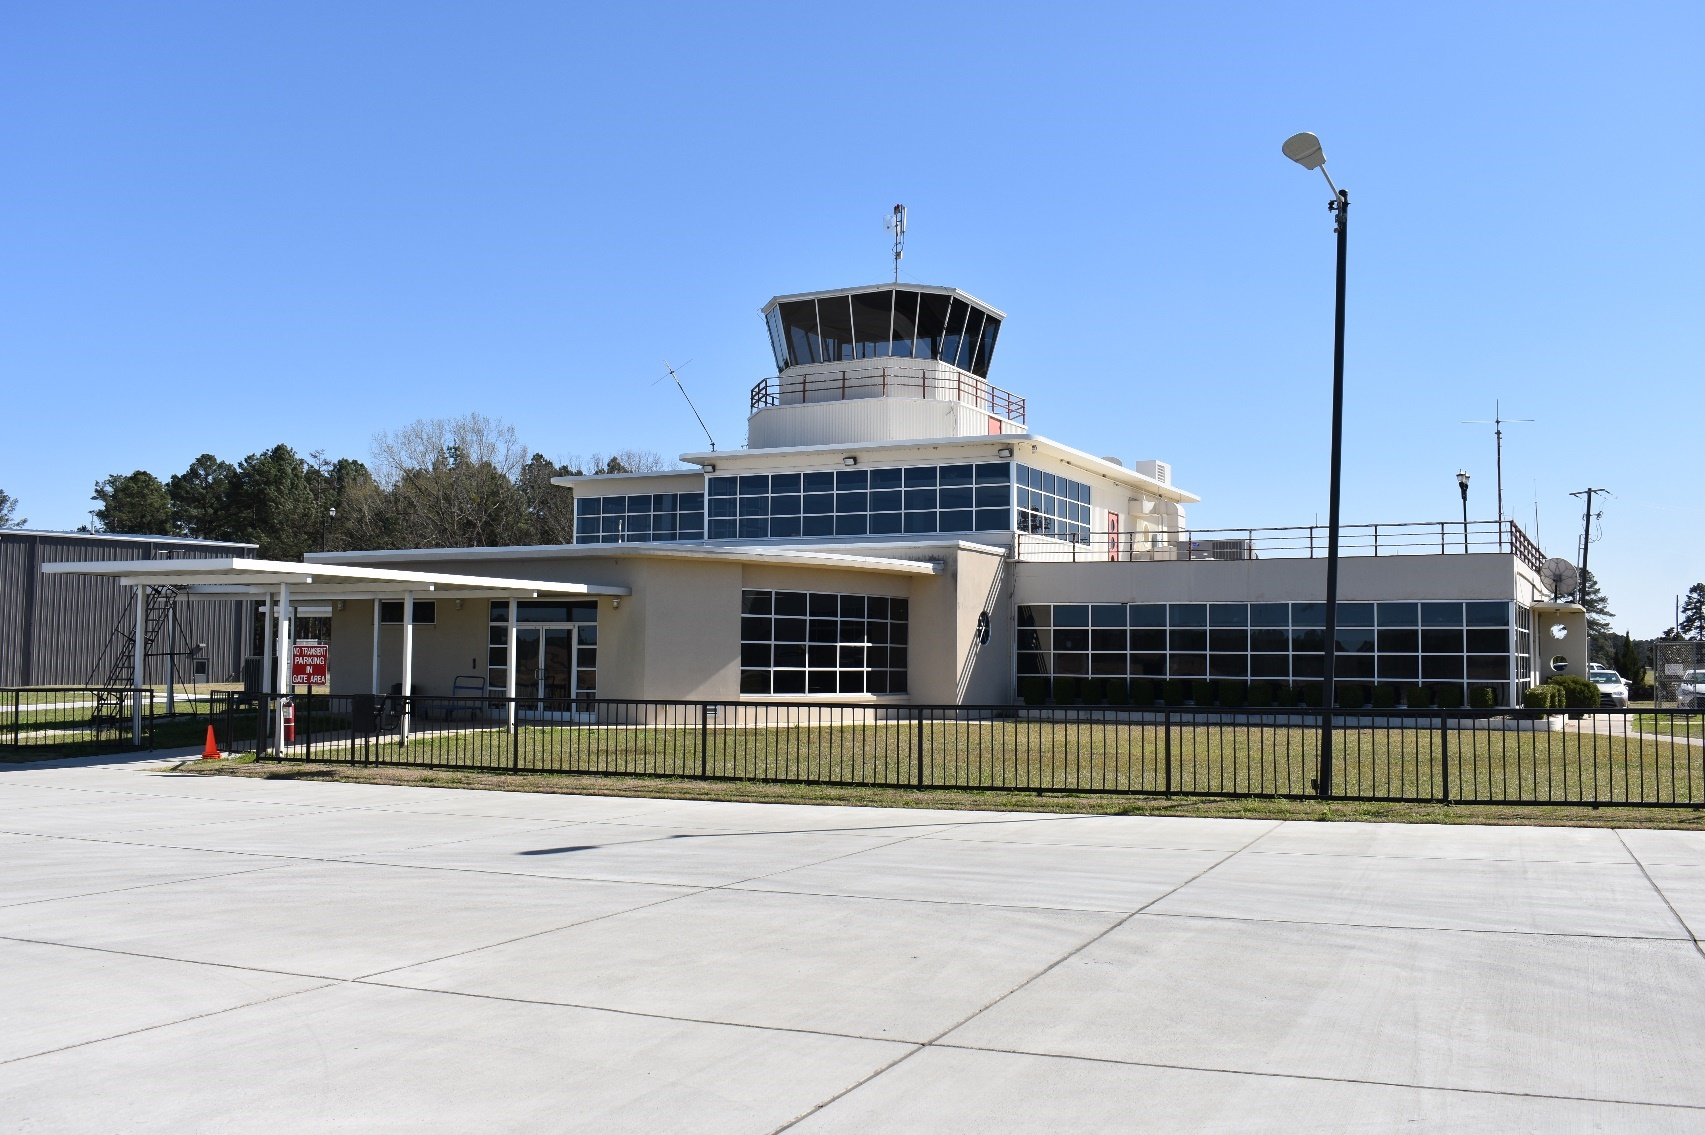 NO TRANSIENT
PARKING
IN
GATE AREA